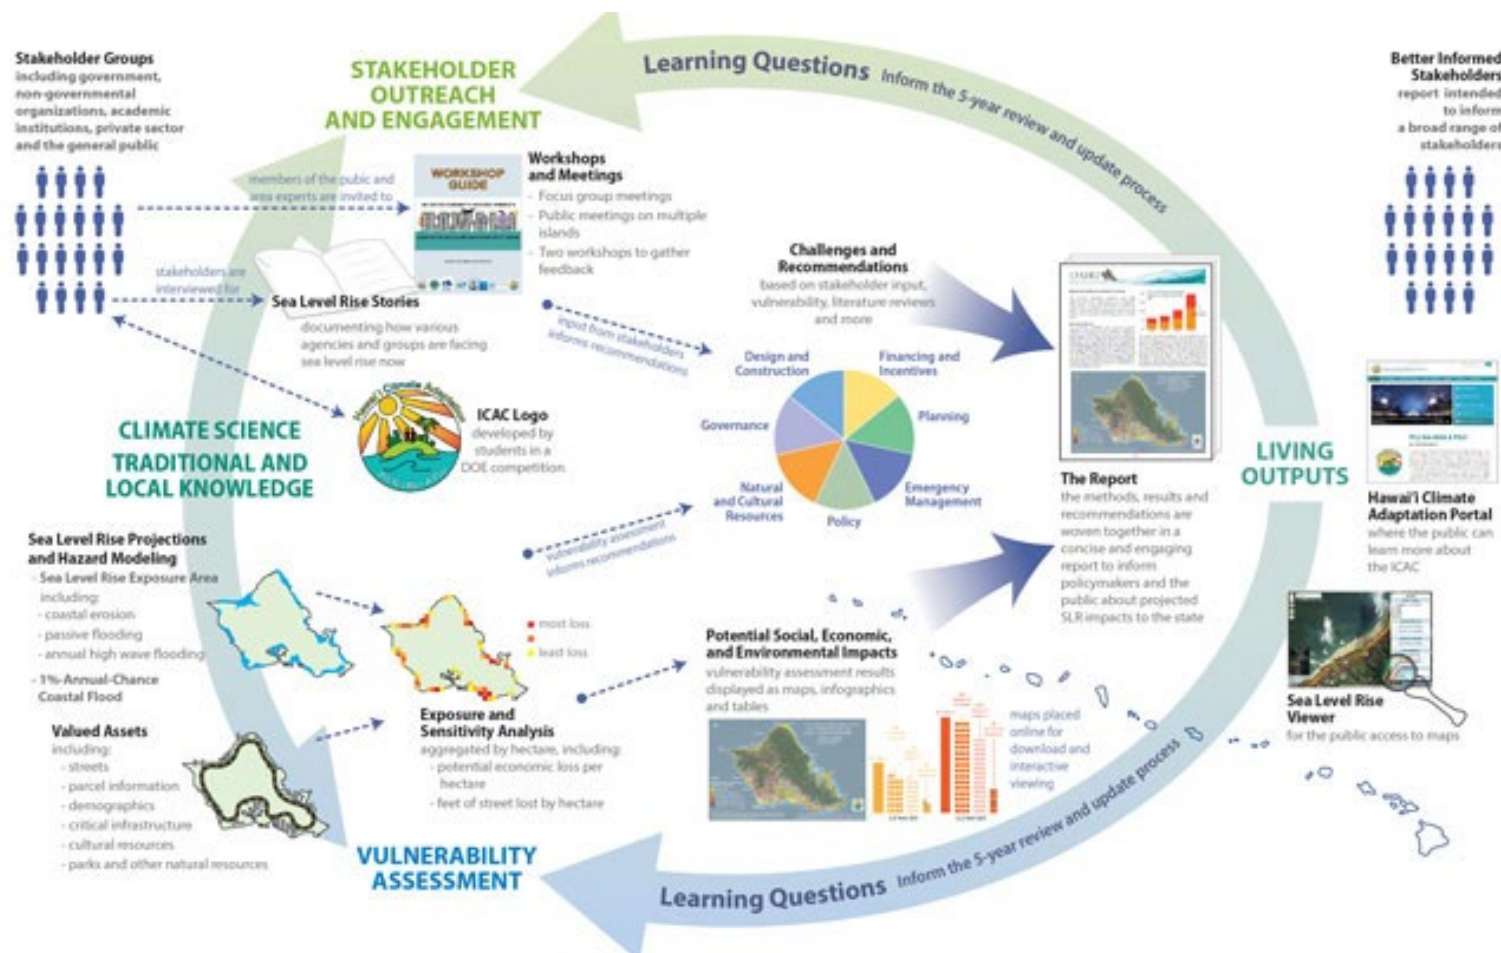 Stakeholder Groups
including government,
non-governmental
organizations, academic
institutions, private sector
and the general public
STAKEHOLDER
OUTREACH
AND ENGAGEMENT
Learning Questions Inform the 5-year review and update process
Better Informed
Stakeholders
report intended
to inform
a broad range of
stakeholders
members of the pubic and
area experts are invited to
WORKSHOP
GUIDE
Workshops
and Meetings
- Focus group meetings
- Public meetings on multiple
islands
- Two workshops to gather
feedback
stakeholders are
interviewed for
Sea Level Rise Stories
documenting how various
agencies and groups are facing
sea level rise now
input from stakeholders
informs recommendations
Challenges and
Recommendations
based on stakeholder input,
vulnerability, literature reviews
and more
Design and
Construction
Financing and
Incentives
Governance
Planning
Natural
and Cultural
Resources
Policy
Emergency
Management
Hawai'i Climate Adaptation
ICAC Logo
developed by
students in a
DOE competition
CLIMATE SCIENCE
TRADITIONAL AND
LOCAL KNOWLEDGE
vulnerability assessment
informs recommendations
The Report
the methods, results and
recommendations are
woven together in a
concise and engaging
report to inform
policymakers and the
public about projected
SLR impacts to the state
LIVING
OUTPUTS
Hawai'i Climate
Adaptation Portal
where the public can
learn more about
the ICAC
Sea Level Rise Projections
and Hazard Modeling
- Sea Level Rise Exposure Area
including:
- coastal erosion
- passive flooding
- annual high wave flooding
- 1%-Annual-Chance
Coastal Flood
most loss
least loss
Valued Assets
including:
- streets
- parcel information
- demographics
- critical infrastructure
- cultural resources
- parks and other natural resources
Exposure and
Sensitivity Analysis
aggregated by hectare, including:
- potential economic loss per
hectare
- feet of street lost by hectare
Potential Social, Economic,
and Environmental Impacts
vulnerability assessment results
displayed as maps, infographics
and tables
maps placed
online for
download and
interactive
viewing
Sea Level Rise
Viewer
for the public access to maps
VULNERABILITY
ASSESSMENT
Learning Questions Inform the 5-year review and update process